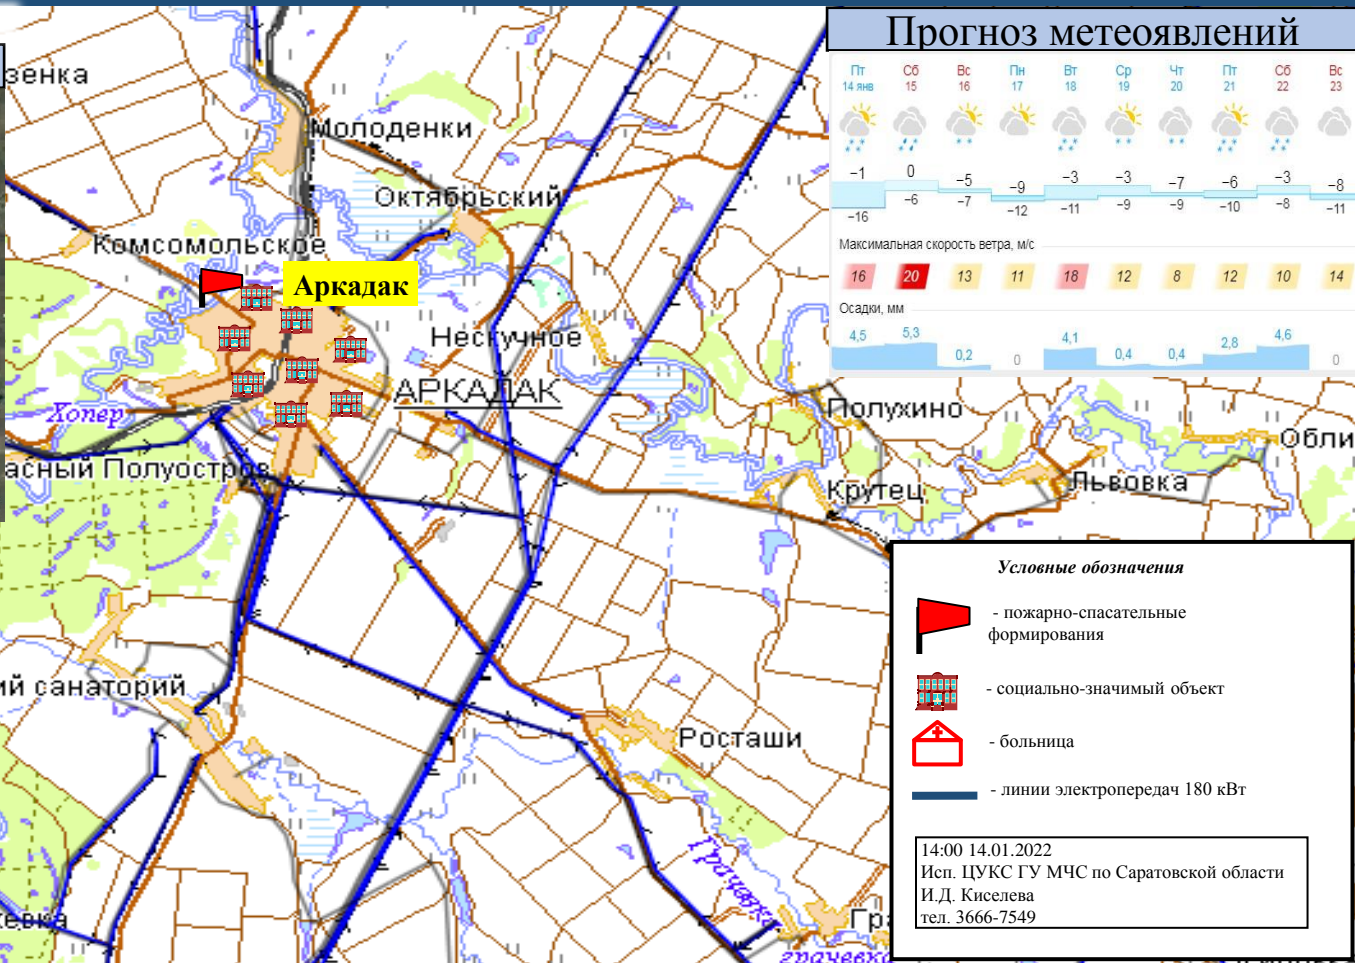 Прогноз метеоявлений
Пт Сб Вс Пн Вт Ср Чт Пт Сб Вс
14 янв 15 16 17 18 19 20 21 22 23
−1 0 −5 −9 −3 −3 −7 −6 −3 −8
−16 −6 −7 −12 −11 −9 −9 −10 −8 −11
Максимальная скорость ветра, м/с
16 20 13 11 18 12 8 12 10 14
Осадки, мм
4,5 5,3 0,2 0 4,1 0,4 0,4 2,8 4,6 0
зенка
Молоденки
Октябрьский
Комсомольское
Аркадак
Нескучное
АРКАДАК
Хопер
Полухино
Обли
асный Полуостров
Крутец
Львовка
ий санаторий
Росташи
Грачевка
Гра
грачевка
евка
Условные обозначения
- пожарно-спасательные
формирования
- социально-значимый объект
- больница
- линии электропередач 180 кВт
14:00 14.01.2022
Исп. ЦУКС ГУ МЧС по Саратовской области
И.Д. Киселева
тел. 3666-7549